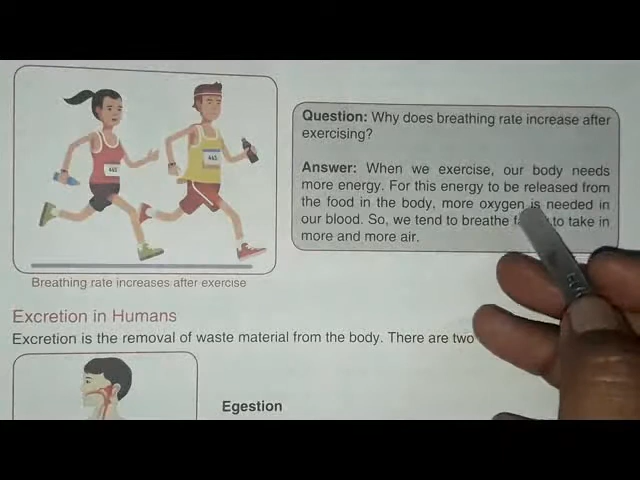 Question: Why does breathing rate increase after
exercising?
Answer: When we exercise, our body needs
more energy. For this energy to be released from
the food in the body, more oxygen is needed in
our blood. So, we tend to breathe to take in
more and more air.
445
445
Breathing rate increases after exercise
Excretion in Humans
Excretion is the removal of waste material from the body. There are two
Egestion